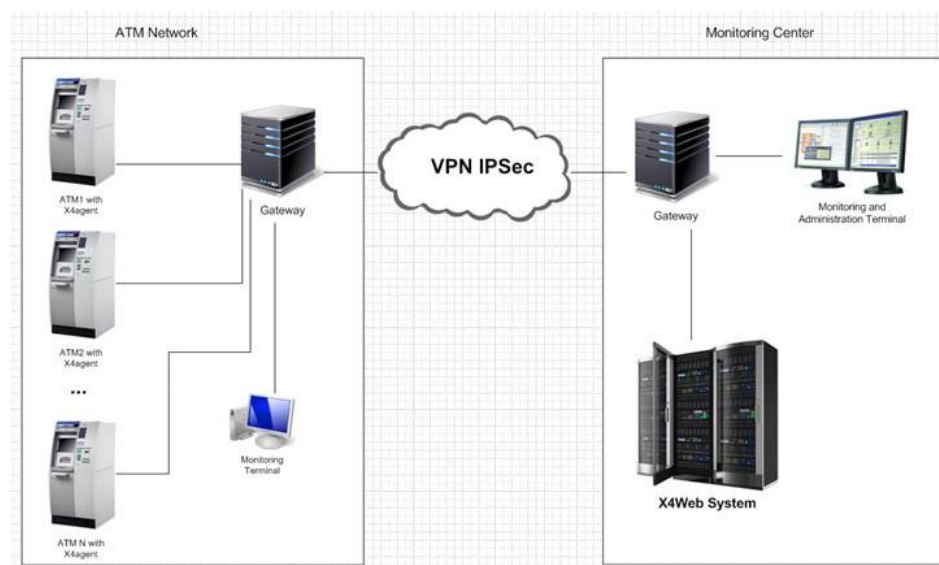 ATM Network
ATM1 with
X4agent
ATM2 with
X4agent
...
ATM N with
X4agent
Gateway
Monitoring
Terminal
VPN IPSec
Monitoring Center
Gateway
Monitoring and
Administration Terminal
X4Web System